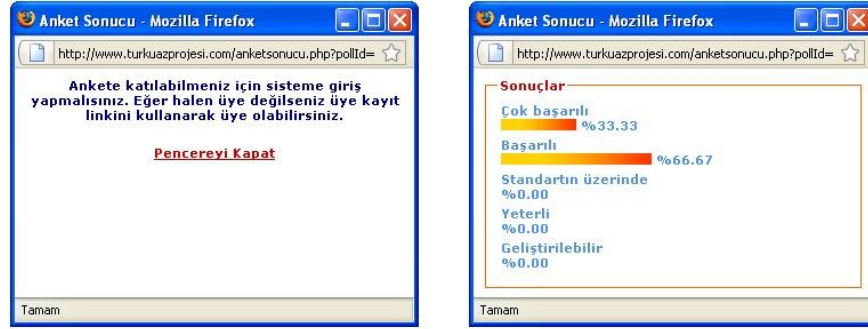 Anket Sonucu - Mozilla Firefox
http://www.turkuazprojesi.com/anketsonucu.php?pollId=
Ankete katılabilmeniz için sisteme giriş
yapmalısınız. Eğer halen üye değilseniz üye kayıt
linkini kullanarak üye olabilirsiniz.
Pencereyi Kapat
Tamam
Anket Sonucu - Mozilla Firefox
http://www.turkuazprojesi.com/anketsonucu.php?pollId=
Sonuçlar
Çok başarılı
%33.33
Başarılı
%66.67
Standartın üzerinde
%0.00
Yeterli
%0.00
Geliştirilebilir
%0.00
Tamam